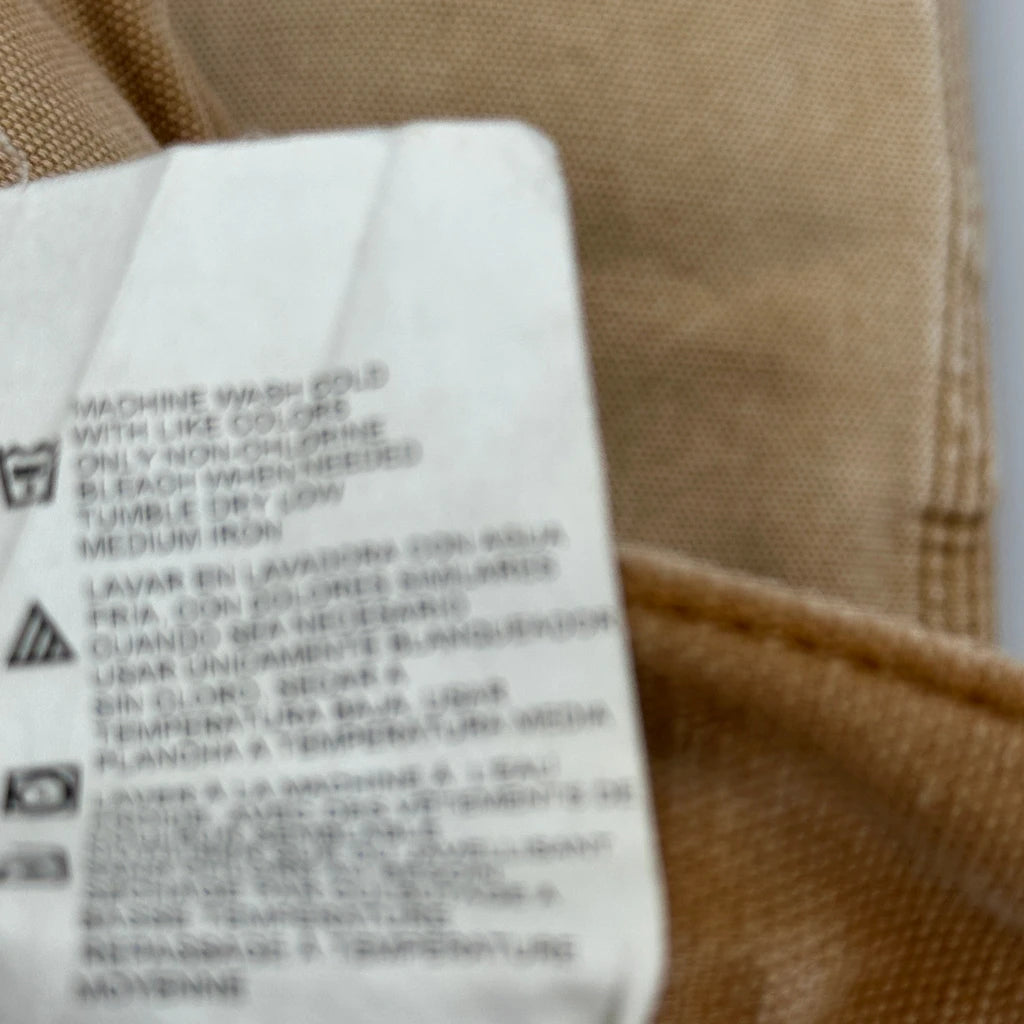 MACHINE WASH COLD
WITH LIKE COLORS
ONLY NON-CHLORINE
BLEACH WHEN NEEDED
TUMBLE DRY LOW
MEDIUM IRON
LAVAR EN LAVADORA CON AGUA
FRIA, CON COLORES SIMILARES
CUANDO SEA NECESARIO
USAR UNICAMENTE BLANQUEADOR
SIN CLORO, SECAR A
TEMPERATURA BAJA, USAR
PLANCHA A TEMPERATURA MEDIA
LAVER A LA MACHINE A L'EAU
AVEC DES VETEMENTS DE
BASSE TEMPERATURE
REPASSAGE A TEMPERATURE
MOYENNE